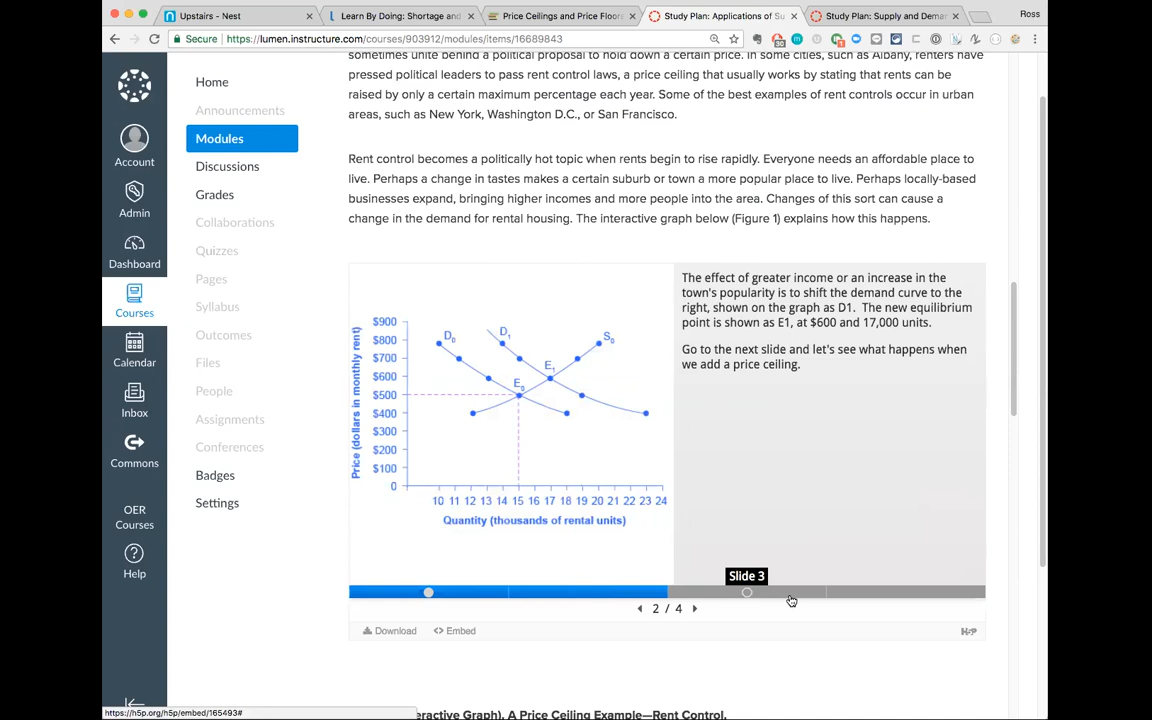 Upstairs - Nest
Learn By Doing: Shortage and
Price Ceilings and Price Floors
Study Plan: Applications of Su
Study Plan: Supply and Demar
Ross
Secure
https://lumen.instructure.com/courses/903912/modules/items/16689843
Account
Admin
Dashboard
Courses
Calendar
Inbox
Commons
OER
Courses
Help
Home
Announcements
Modules
Discussions
Grades
Collaborations
Quizzes
Pages
Syllabus
Outcomes
Files
People
Assignments
Conferences
Badges
Settings
sometimes unite behind a political proposal to hold down a certain price. In some cities, such as Albany, renters have
pressed political leaders to pass rent control laws, a price ceiling that usually works by stating that rents can be
raised by only a certain maximum percentage each year. Some of the best examples of rent controls occur in urban
areas, such as New York, Washington D.C., or San Francisco.
Rent control becomes a politically hot topic when rents begin to rise rapidly. Everyone needs an affordable place to
live. Perhaps a change in tastes makes a certain suburb or town a more popular place to live. Perhaps locally-based
businesses expand, bringing higher incomes and more people into the area. Changes of this sort can cause a
change in the demand for rental housing. The interactive graph below (Figure 1) explains how this happens.
Price (dollars in monthly rent)
$900
$800
$700
$600
$500
$400
$300
$200
$100
0
D0
D1
S0
E1
E0
10 11 12 13 14 15 16 17 18 19 20 21 22 23 24
Quantity (thousands of rental units)
The effect of greater income or an increase in the
town's popularity is to shift the demand curve to the
right, shown on the graph as D1. The new equilibrium
point is shown as E1, at $600 and 17,000 units.
Go to the next slide and let's see what happens when
we add a price ceiling.
Slide 3
2 / 4
Download
<> Embed
H5P
eractive Graph). A Price Ceiling Example—Rent Control.
https://h5p.org/h5p/embed/165493#